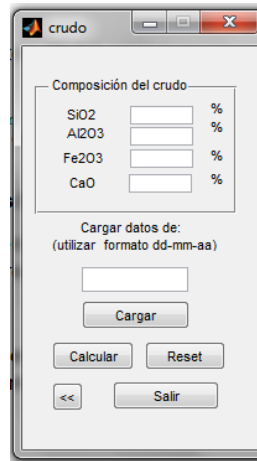 crudo
Composición del crudo
SiO2 %
Al2O3 %
Fe2O3 %
CaO %
Cargar datos de:
(utilizar formato dd-mm-aa)
Cargar
Calcular Reset
<< Salir